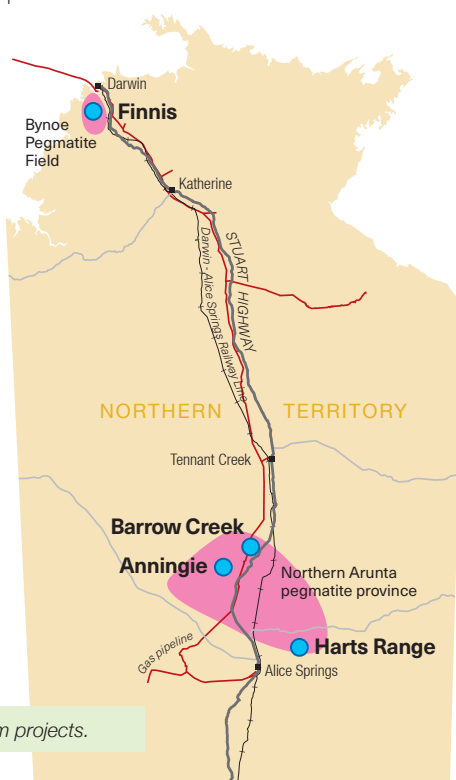 Darwin
Finnis
Bynoe
Pegmatite
Field
Katherine
STUART HIGHWAY
Darwin - Alice Springs Railway Line
NORTHERN TERRITORY
Tennant Creek
Barrow Creek
Anningie
Northern Arunta
pegmatite province
Harts Range
Gas pipeline
Alice Springs
projects.